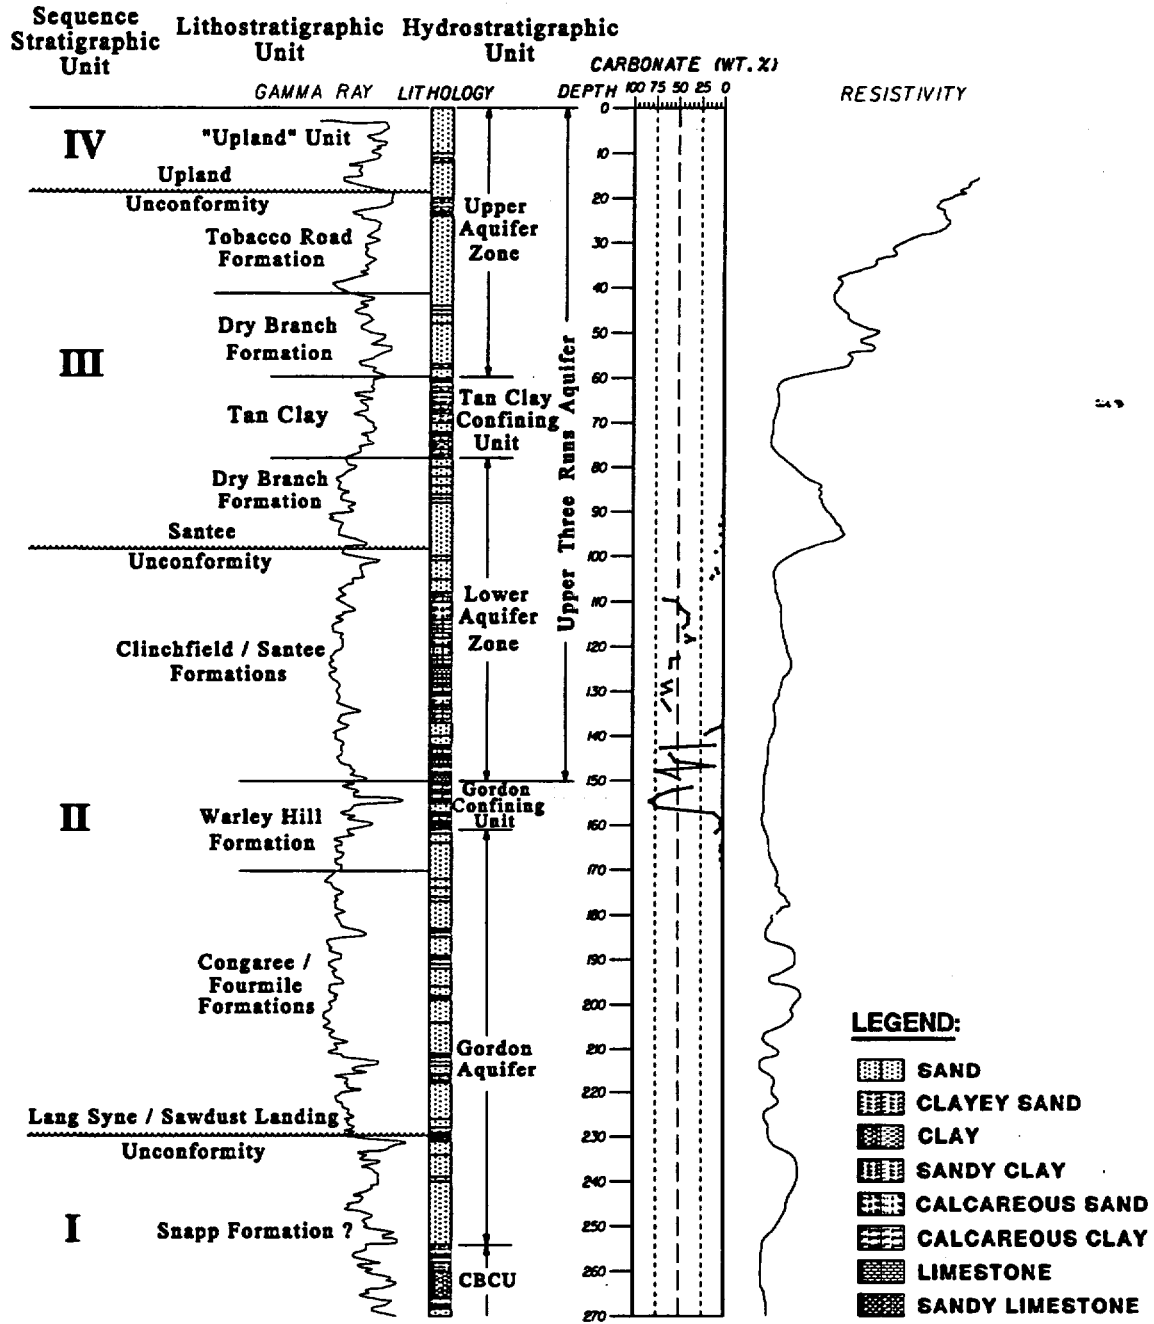 Sequence
Stratigraphic
Unit
Lithostratigraphic
Unit
Hydrostratigraphic
Unit
GAMMA RAY
LITHOLOGY
DEPTH
CARBONATE (WT. %)
100 75 50 25 0
RESISTIVITY
IV
"Upland" Unit
Upland
Unconformity
Tobacco Road
Formation
III
Dry Branch
Formation
Tan Clay
Dry Branch
Formation
Santee
Unconformity
Clinchfield / Santee
Formations
II
Warley Hill
Formation
Congaree /
Fourmile
Formations
Lang Syne / Sawdust Landing
Unconformity
I
Snapp Formation ?
Upper
Aquifer
Zone
Tan Clay
Confining
Unit
Lower
Aquifer
Zone
Gordon
Confining
Unit
Gordon
Aquifer
CBCU
Upper Three Runs Aquifer
0
10
20
30
40
50
60
70
80
90
100
110
120
130
140
150
160
170
180
190
200
210
220
230
240
250
260
270
LEGEND:
SAND
CLAYEY SAND
CLAY
SANDY CLAY
CALCAREOUS SAND
CALCAREOUS CLAY
LIMESTONE
SANDY LIMESTONE